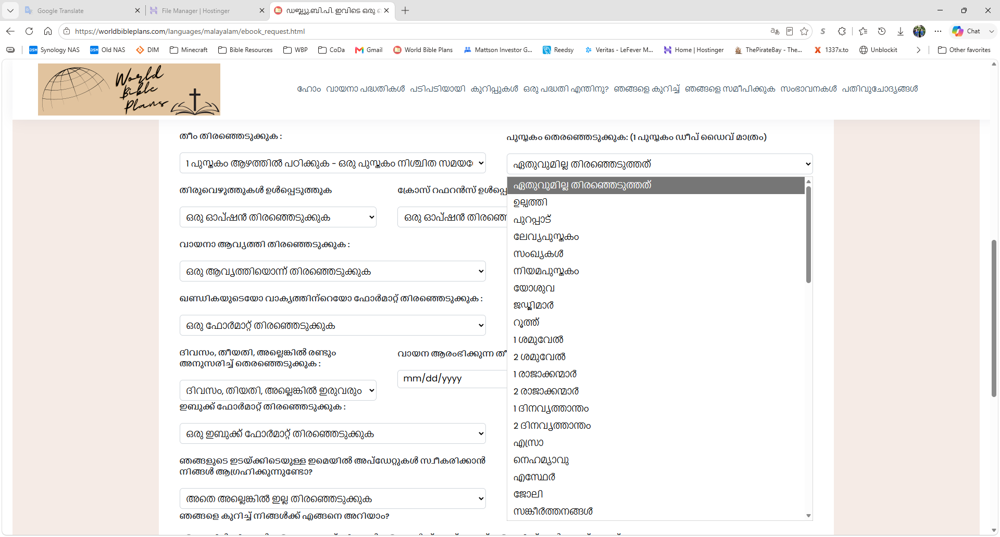 Google Translate
File Manager | Hostinger
ഡബ്ല്യു.ബി.പി. ഇവിടെ ഒരു
https://worldbibleplans.com/languages/malayalam/ebook_request.html
Chat
Synology NAS
Old NAS
DIM
Minecraft
Bible Resources
WBP
CoDa
Gmail
World Bible Plans
Mattson Investor G...
Reedsy
Veritas - LeFever M...
Home | Hostinger
ThePirateBay - The...
1337x.to
Unblockit
Other favorites
World
Bible
Plans
ഹോം വായനാ പദ്ധതികൾ പടിപടിയായി കുറിപ്പുകൾ ഒരു പദ്ധതി എന്തിനു? ഞങ്ങളെ കുറിച്ച് ഞങ്ങളെ സമീപിക്കുക സംഭാവനകൾ പതിവുചോദ്യങ്ങൾ
തീം തിരഞ്ഞെടുക്കുക :
പുസ്തകം തെരഞ്ഞെടുക്കുക: (1 പുസ്തകം ഡീപ് ഡൈവ് മാത്രം)
1 പുസ്തകം ആഴത്തിൽ പഠിക്കുക - ഒരു പുസ്തകം നിശ്ചിത
ഏതുവുമില്ല തിരഞ്ഞെടുത്തത്
തിരുവെഴുത്തുകൾ ഉൾപ്പെടുത്തുക
ക്രോസ് റഫറൻസ്
ഒരു ഓപ്ഷൻ തിരഞ്ഞെടുക്കുക
ഒരു ഓപ്ഷൻ
വായനാ ആവൃത്തി തിരഞ്ഞെടുക്കുക :
ഒരു ആവൃത്തിയൊന്ന് തിരഞ്ഞെടുക്കുക
ഖണ്ഡികയുടെയോ വാക്യത്തിന്റെയോ ഫോർമാറ്റ് തിരഞ്ഞെടുക്കുക :
ഒരു ഫോർമാറ്റ് തിരഞ്ഞെടുക്കുക
ദിവസം, തീയതി, അല്ലെങ്കിൽ രണ്ടും
അനുസരിച്ച് തെരഞ്ഞെടുക്കുക :
വായന ആരംഭിക്കുന്ന
ദിവസം, തിയതി, അല്ലെങ്കിൽ ഇരുവരും
mm/dd/yyyy
ഇബുക്ക് ഫോർമാറ്റ് തിരഞ്ഞെടുക്കുക :
ഒരു ഇബുക്ക് ഫോർമാറ്റ് തിരഞ്ഞെടുക്കുക
ഞങ്ങളുടെ ഇടയ്ക്കിടെയുള്ള ഇമെയിൽ അപ്ഡേറ്റുകൾ സ്വീകരിക്കാൻ
നിങ്ങൾ ആഗ്രഹിക്കുന്നുണ്ടോ?
അതെ അല്ലെങ്കിൽ ഇല്ല തിരഞ്ഞെടുക്കുക
ഞങ്ങളെ കുറിച്ച് നിങ്ങൾക്ക് എങ്ങനെ അറിയാം?
ഏതുവുമില്ല തിരഞ്ഞെടുത്തത്
ഉല്പത്തി
പുറപ്പാട്
ലേവ്യപുസ്തകം
സംഖ്യകൾ
നിയമപുസ്തകം
യോശുവ
ജഡ്ജിമാർ
റൂത്ത്
1 ശമുവേൽ
2 ശമുവേൽ
1 രാജാക്കന്മാർ
2 രാജാക്കന്മാർ
1 ദിനവൃത്താന്തം
2 ദിനവൃത്താന്തം
എസ്രാ
നെഹമ്യാവു
എസ്ഥേർ
ജോലി
സങ്കീർത്തനങ്ങൾ